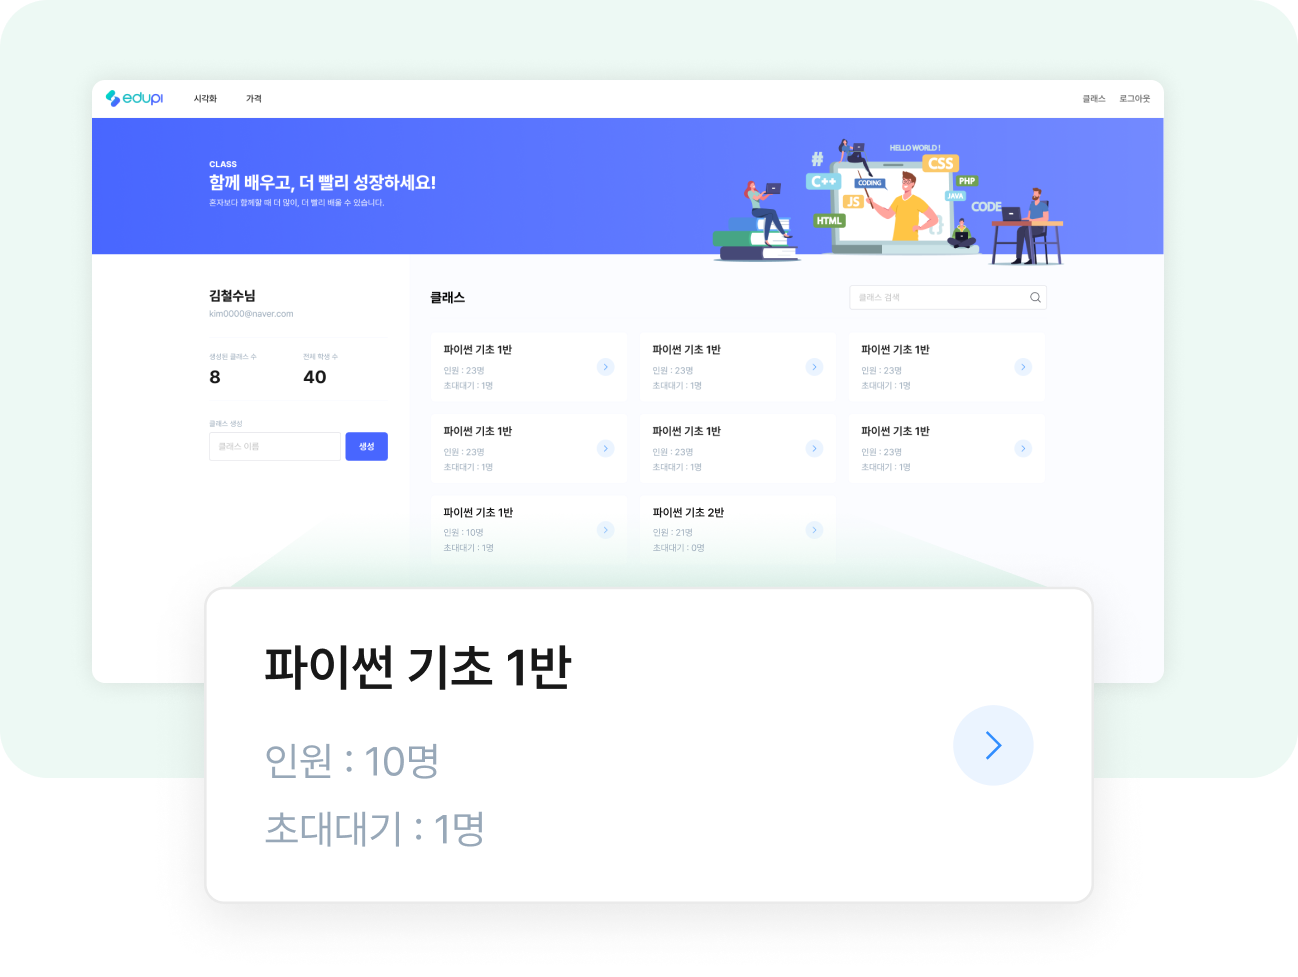 edupi 시각화 가격 클래스 로그아웃
CLASS
함께 배우고, 더 빨리 성장하세요!
혼자보다 함께할 때 더 많이, 더 빨리 배울 수 있습니다.
HELLO WORLD !
#
CSS
C++
CODING
PHP
JS
JAVA
HTML
CODE
{}
김철수님
kim0000@naver.com
생성한 클래스 수 전체 학생 수
8 40
클래스 생성
클래스 이름 생성
클래스
클래스 검색
파이썬 기초 1반
인원 : 23명
초대대기 : 1명
파이썬 기초 1반
인원 : 23명
초대대기 : 1명
파이썬 기초 1반
인원 : 23명
초대대기 : 1명
파이썬 기초 1반
인원 : 23명
초대대기 : 1명
파이썬 기초 1반
인원 : 23명
초대대기 : 1명
파이썬 기초 1반
인원 : 23명
초대대기 : 1명
파이썬 기초 1반
인원 : 10명
초대대기 : 1명
파이썬 기초 2반
인원 : 21명
초대대기 : 0명
파이썬 기초 1반
인원 : 10명
초대대기 : 1명